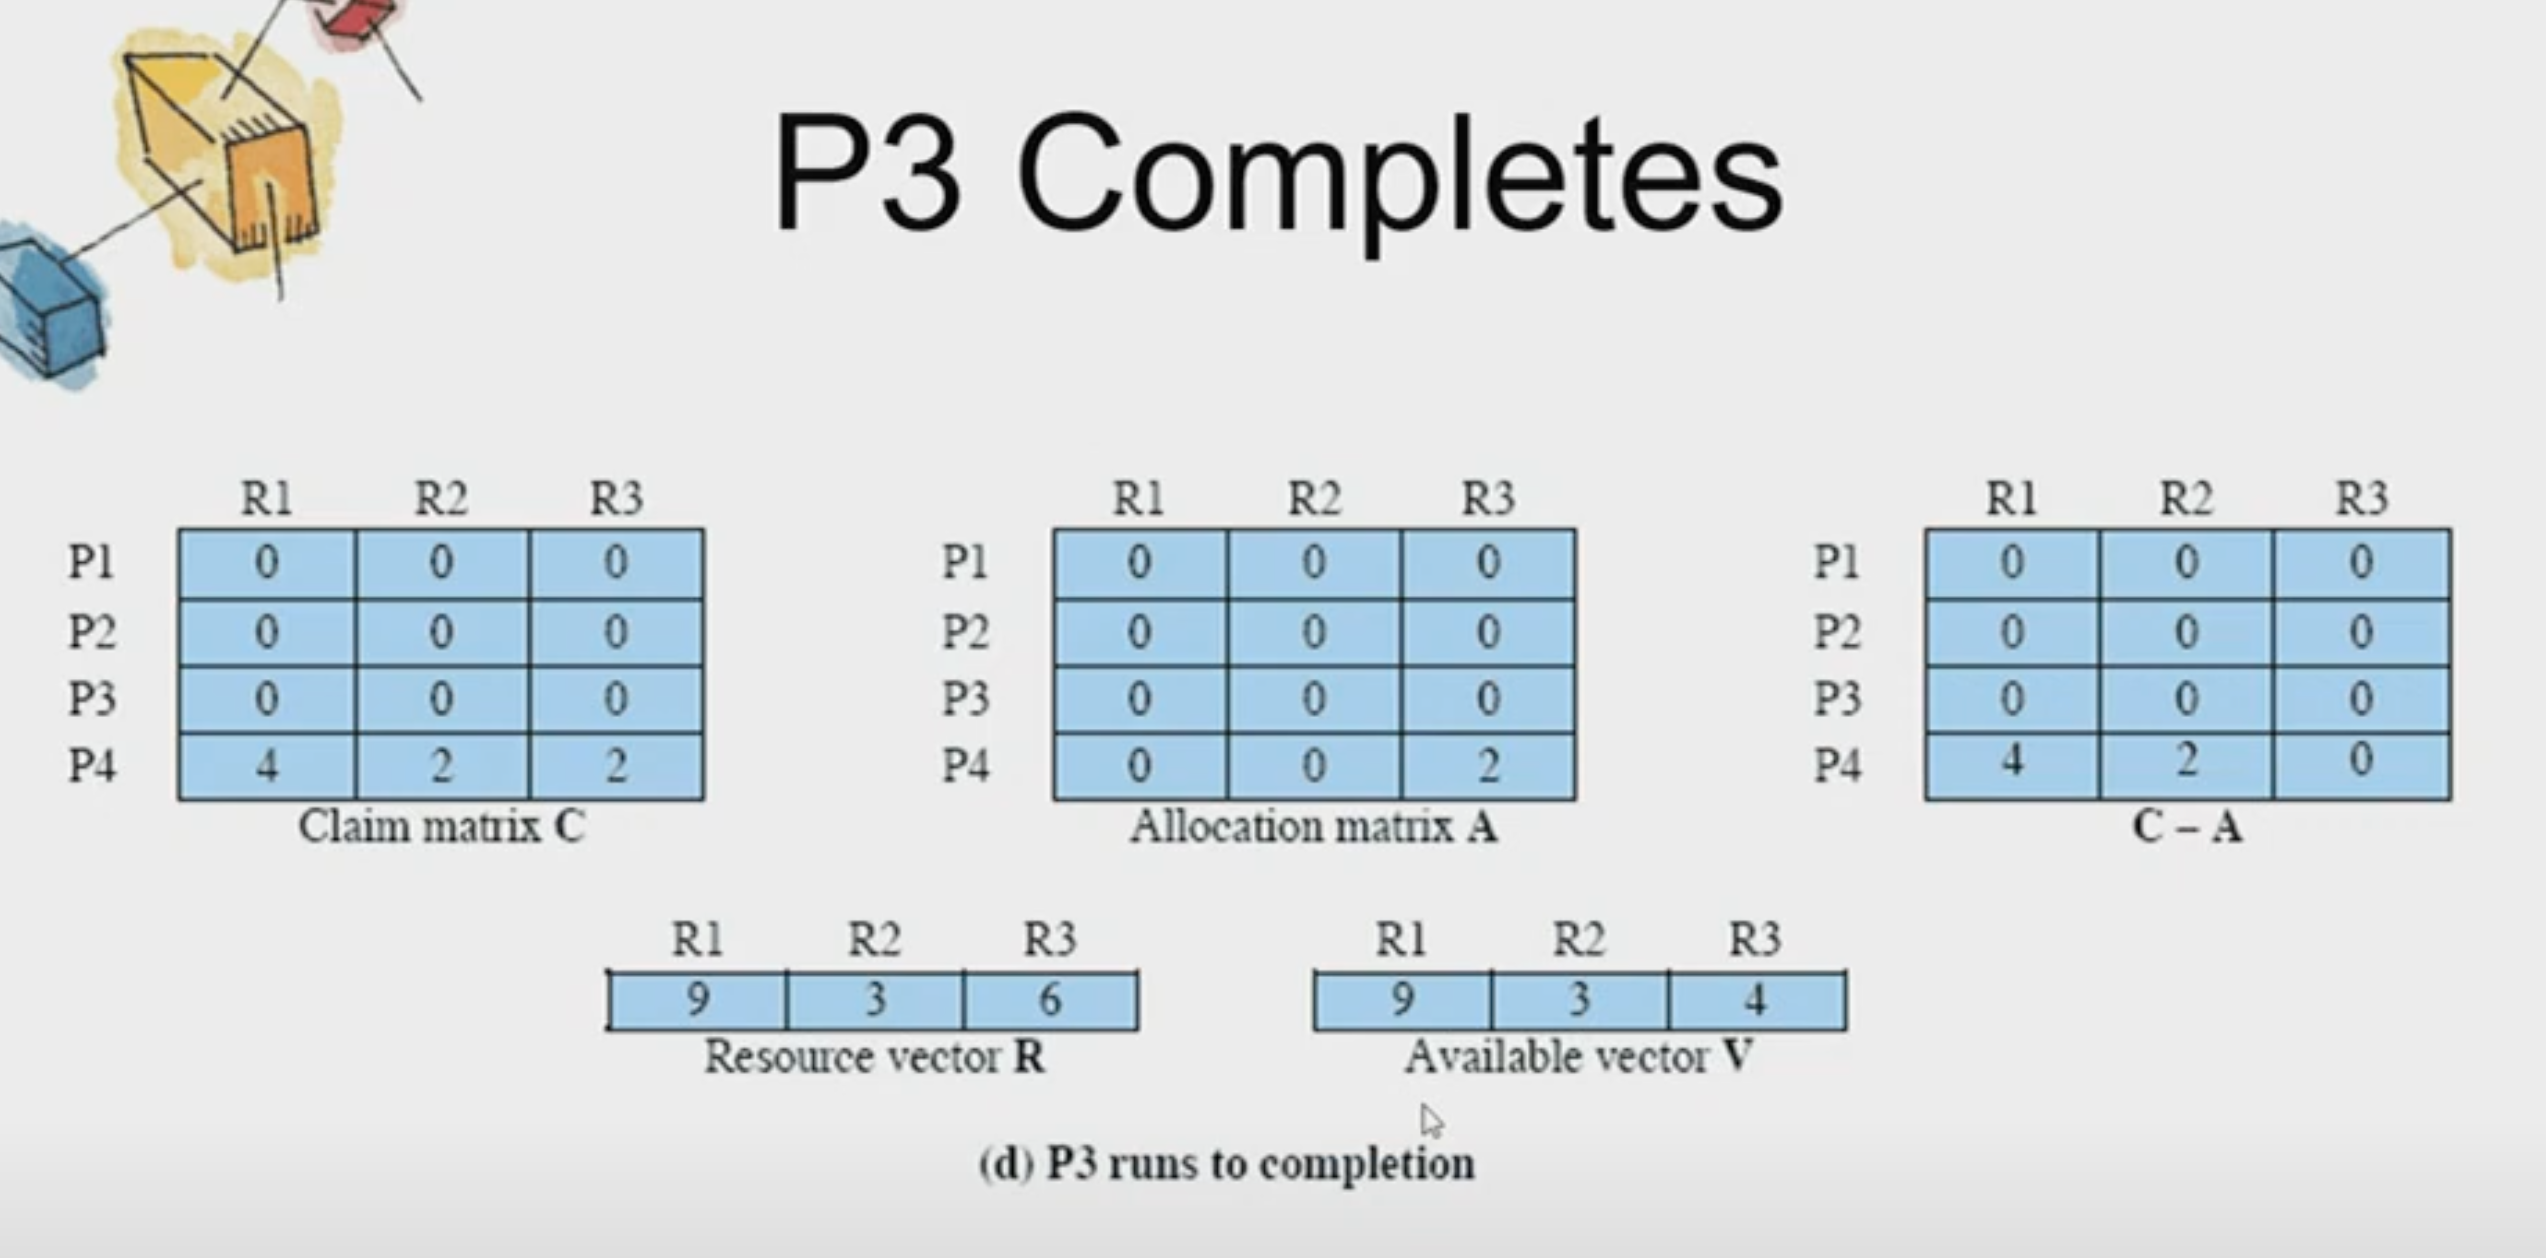 P3 Completes
R1 R2 R3
P1 0 0 0
P2 0 0 0
P3 0 0 0
P4 4 2 2
Claim matrix C
R1 R2 R3
P1 0 0 0
P2 0 0 0
P3 0 0 0
P4 0 0 2
Allocation matrix A
R1 R2 R3
P1 0 0 0
P2 0 0 0
P3 0 0 0
P4 4 2 0
C – A
R1 R2 R3
9 3 6
Resource vector R
R1 R2 R3
9 3 4
Available vector V
(d) P3 runs to completion